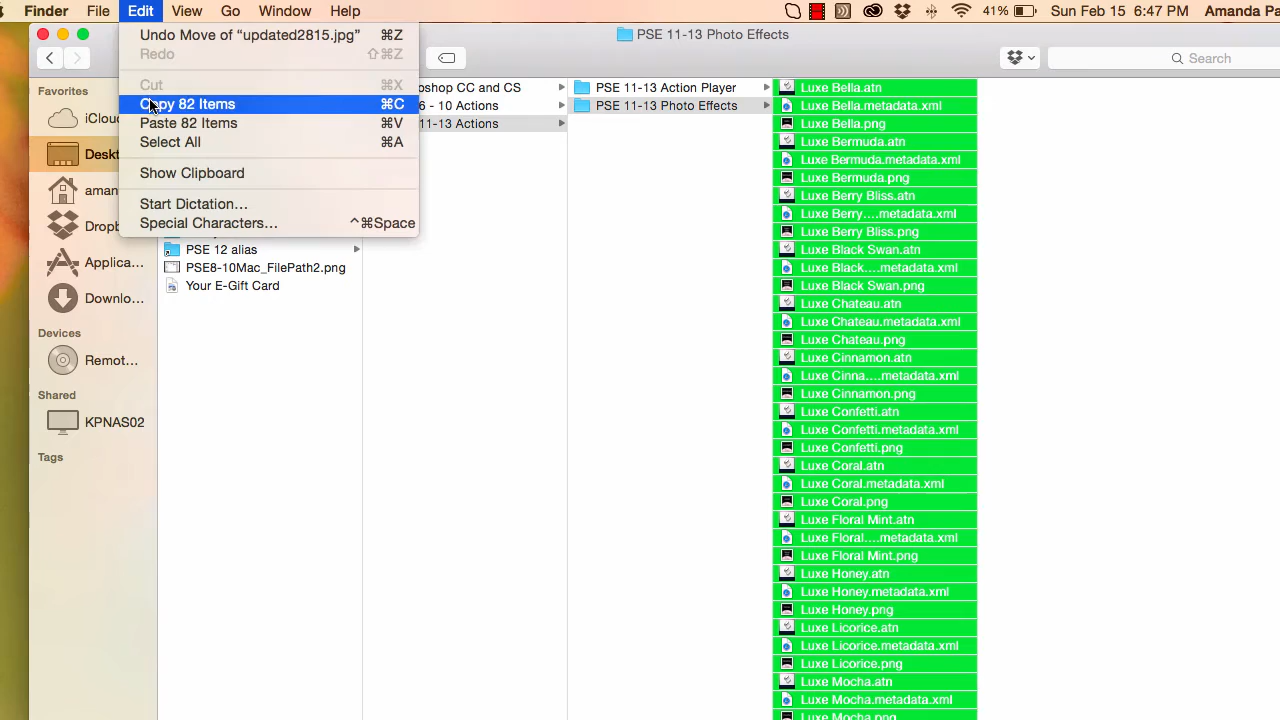 Finder File Edit View Go Window Help 41% Sun Feb 15 6:47 PM Amanda Pa
PSE 11-13 Photo Effects
Search
Undo Move of “updated2815.jpg” ⌘Z
Redo ⇧⌘Z
Cut ⌘X
Copy 82 Items ⌘C
Paste 82 Items ⌘V
Select All ⌘A
Show Clipboard
Start Dictation…
Special Characters… ^⌘Space
Favorites
iClou
Deskt
aman
Dropb
Applica…
Downlo…
Devices
Remot…
Shared
KPNAS02
Tags
PSE 12 alias
PSE8-10Mac_FilePath2.png
Your E-Gift Card
oshop CC and CS
6 - 10 Actions
11-13 Actions
PSE 11-13 Action Player
PSE 11-13 Photo Effects
Luxe Bella.atn
Luxe Bella.metadata.xml
Luxe Bella.png
Luxe Bermuda.atn
Luxe Bermuda.metadata.xml
Luxe Bermuda.png
Luxe Berry Bliss.atn
Luxe Berry....metadata.xml
Luxe Berry Bliss.png
Luxe Black Swan.atn
Luxe Black....metadata.xml
Luxe Black Swan.png
Luxe Chateau.atn
Luxe Chateau.metadata.xml
Luxe Chateau.png
Luxe Cinnamon.atn
Luxe Cinna....metadata.xml
Luxe Cinnamon.png
Luxe Confetti.atn
Luxe Confetti.metadata.xml
Luxe Confetti.png
Luxe Coral.atn
Luxe Coral.metadata.xml
Luxe Coral.png
Luxe Floral Mint.atn
Luxe Floral....metadata.xml
Luxe Floral Mint.png
Luxe Honey.atn
Luxe Honey.metadata.xml
Luxe Honey.png
Luxe Licorice.atn
Luxe Licorice.metadata.xml
Luxe Licorice.png
Luxe Mocha.atn
Luxe Mocha.metadata.xml
Luxe Mocha.png